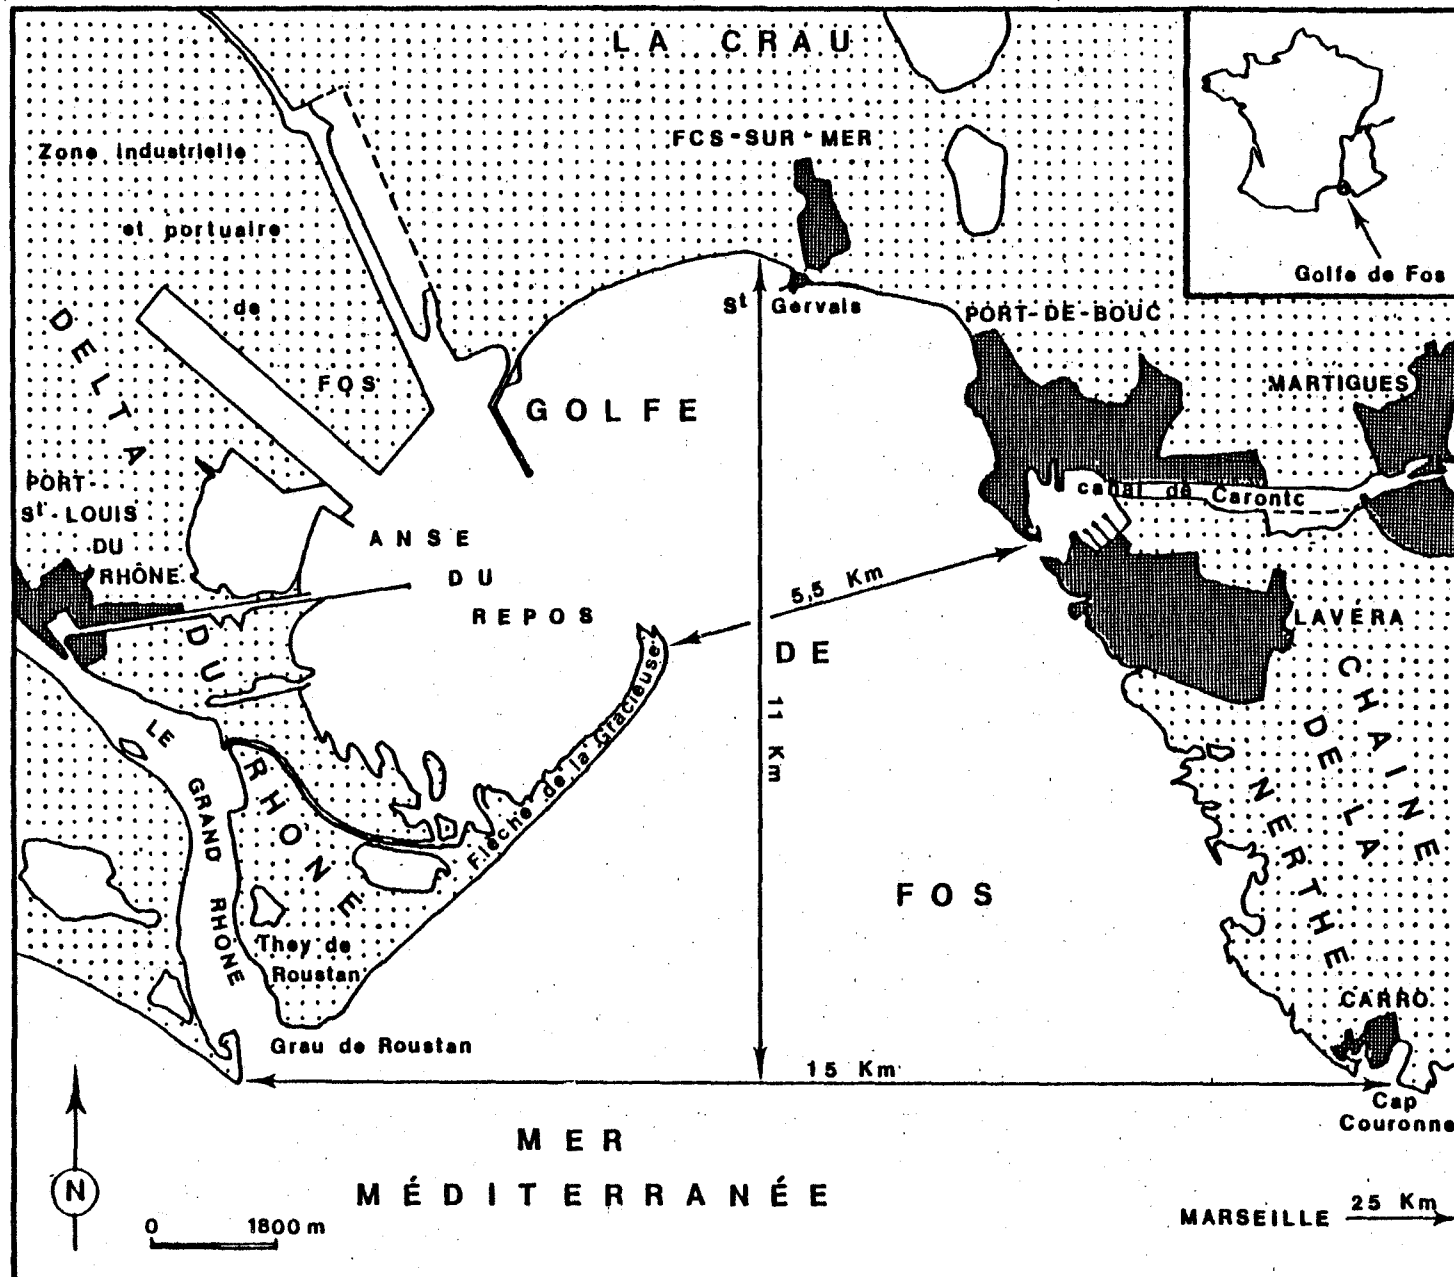 LA CRAU
FCS-SUR-MER
Zone industrielle
et portuaire
de
FOS
Golfe de Fos
St Gervais
PORT-DE-BOUC
MARTIGUES
GOLFE
DE
FOS
DELTA
DU
RHÔNE
PORT
St-LOUIS
DU
RHÔNE
ANSE
DU
REPOS
canal de Carontc
5,5 Km
11 Km
LAVÉRA
CHAINE
DE LA
NERTHE
Flèche de la Gracieuse
LE
GRAND
RHÔNE
They de
Roustan
Grau de Roustan
CARRO
15 Km
Cap
Couronne
MER
MÉDITERRANÉE
N
0 1800 m
MARSEILLE 25 Km